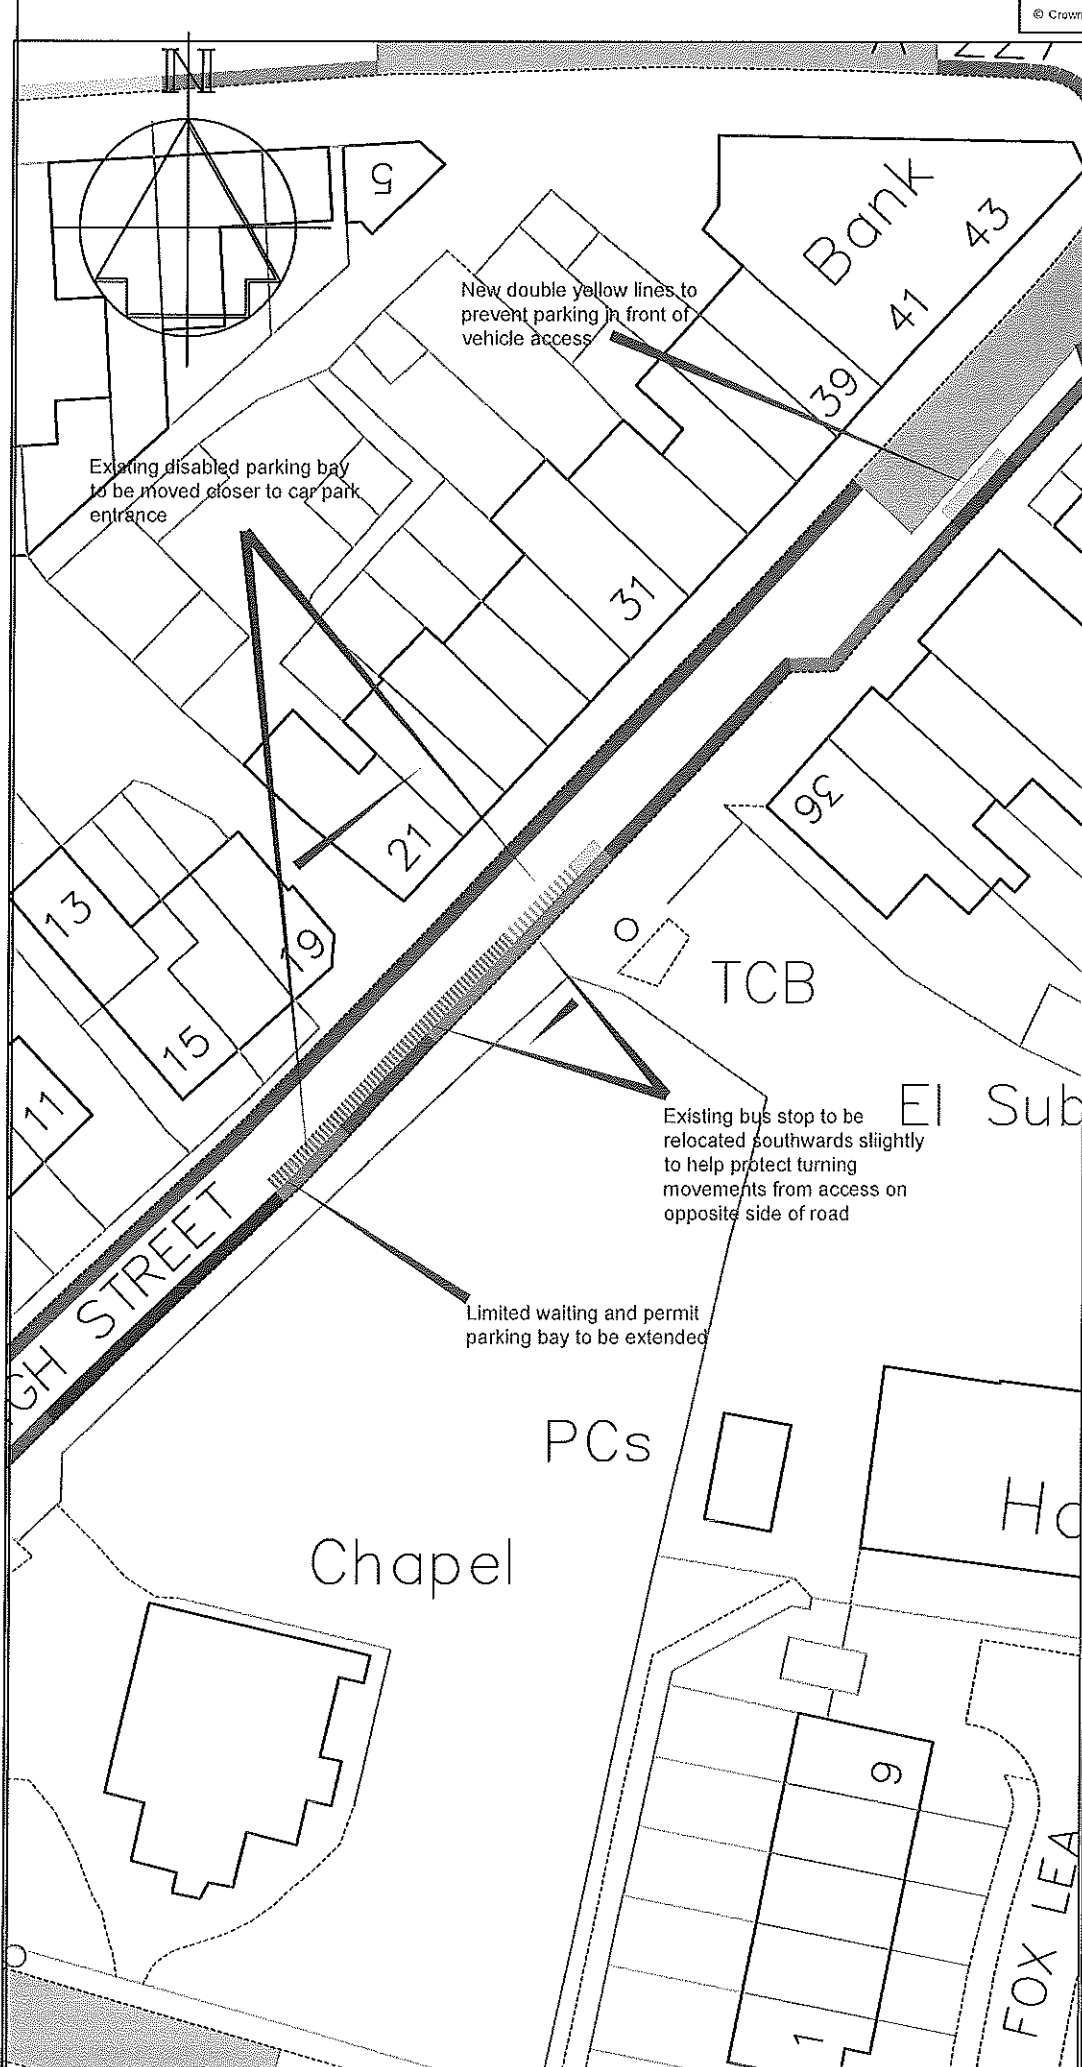 © Crown
N
5
Bank
43
41
39
New double yellow lines to
prevent parking in front of
vehicle access
Existing disabled parking bay
to be moved closer to car park
entrance
31
36
21
13
19
15
11
TCB
El Sub
Existing bus stop to be
relocated southwards sliightly
to help protect turning
movements from access on
opposite side of road
GH STREET
Limited waiting and permit
parking bay to be extended
PCs
Ho
Chapel
9
FOX LEA
1